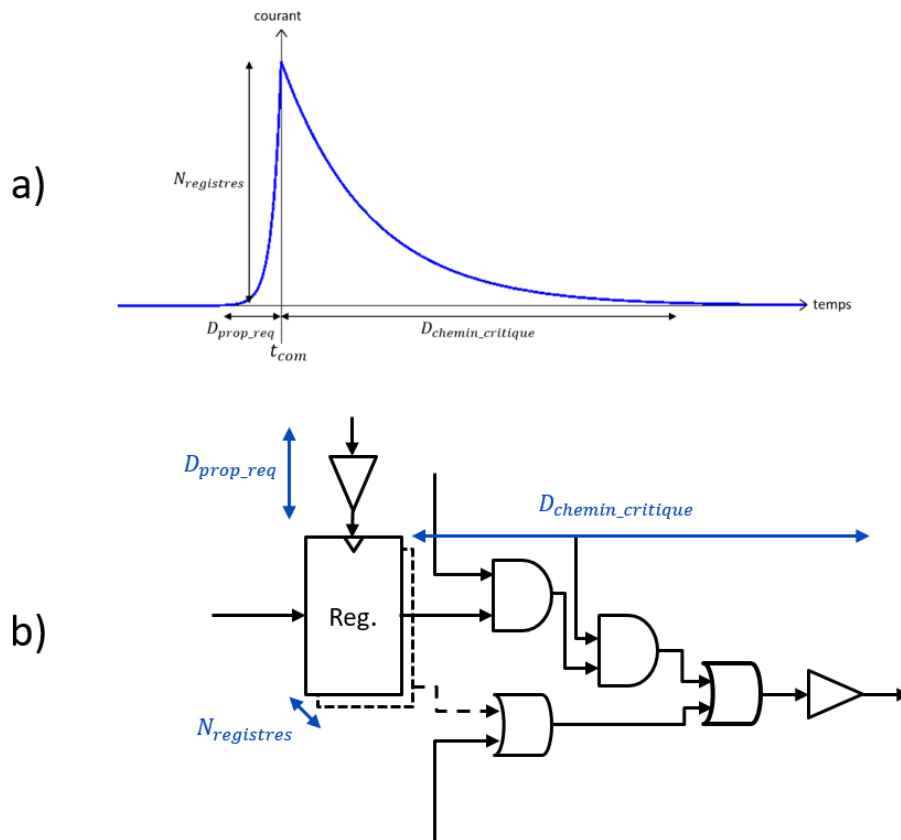 courant
a)
N_registres
temps
D_prop_req
D_chemin_critique
t_com
D_prop_req
D_chemin_critique
b)
Reg.
N_registres